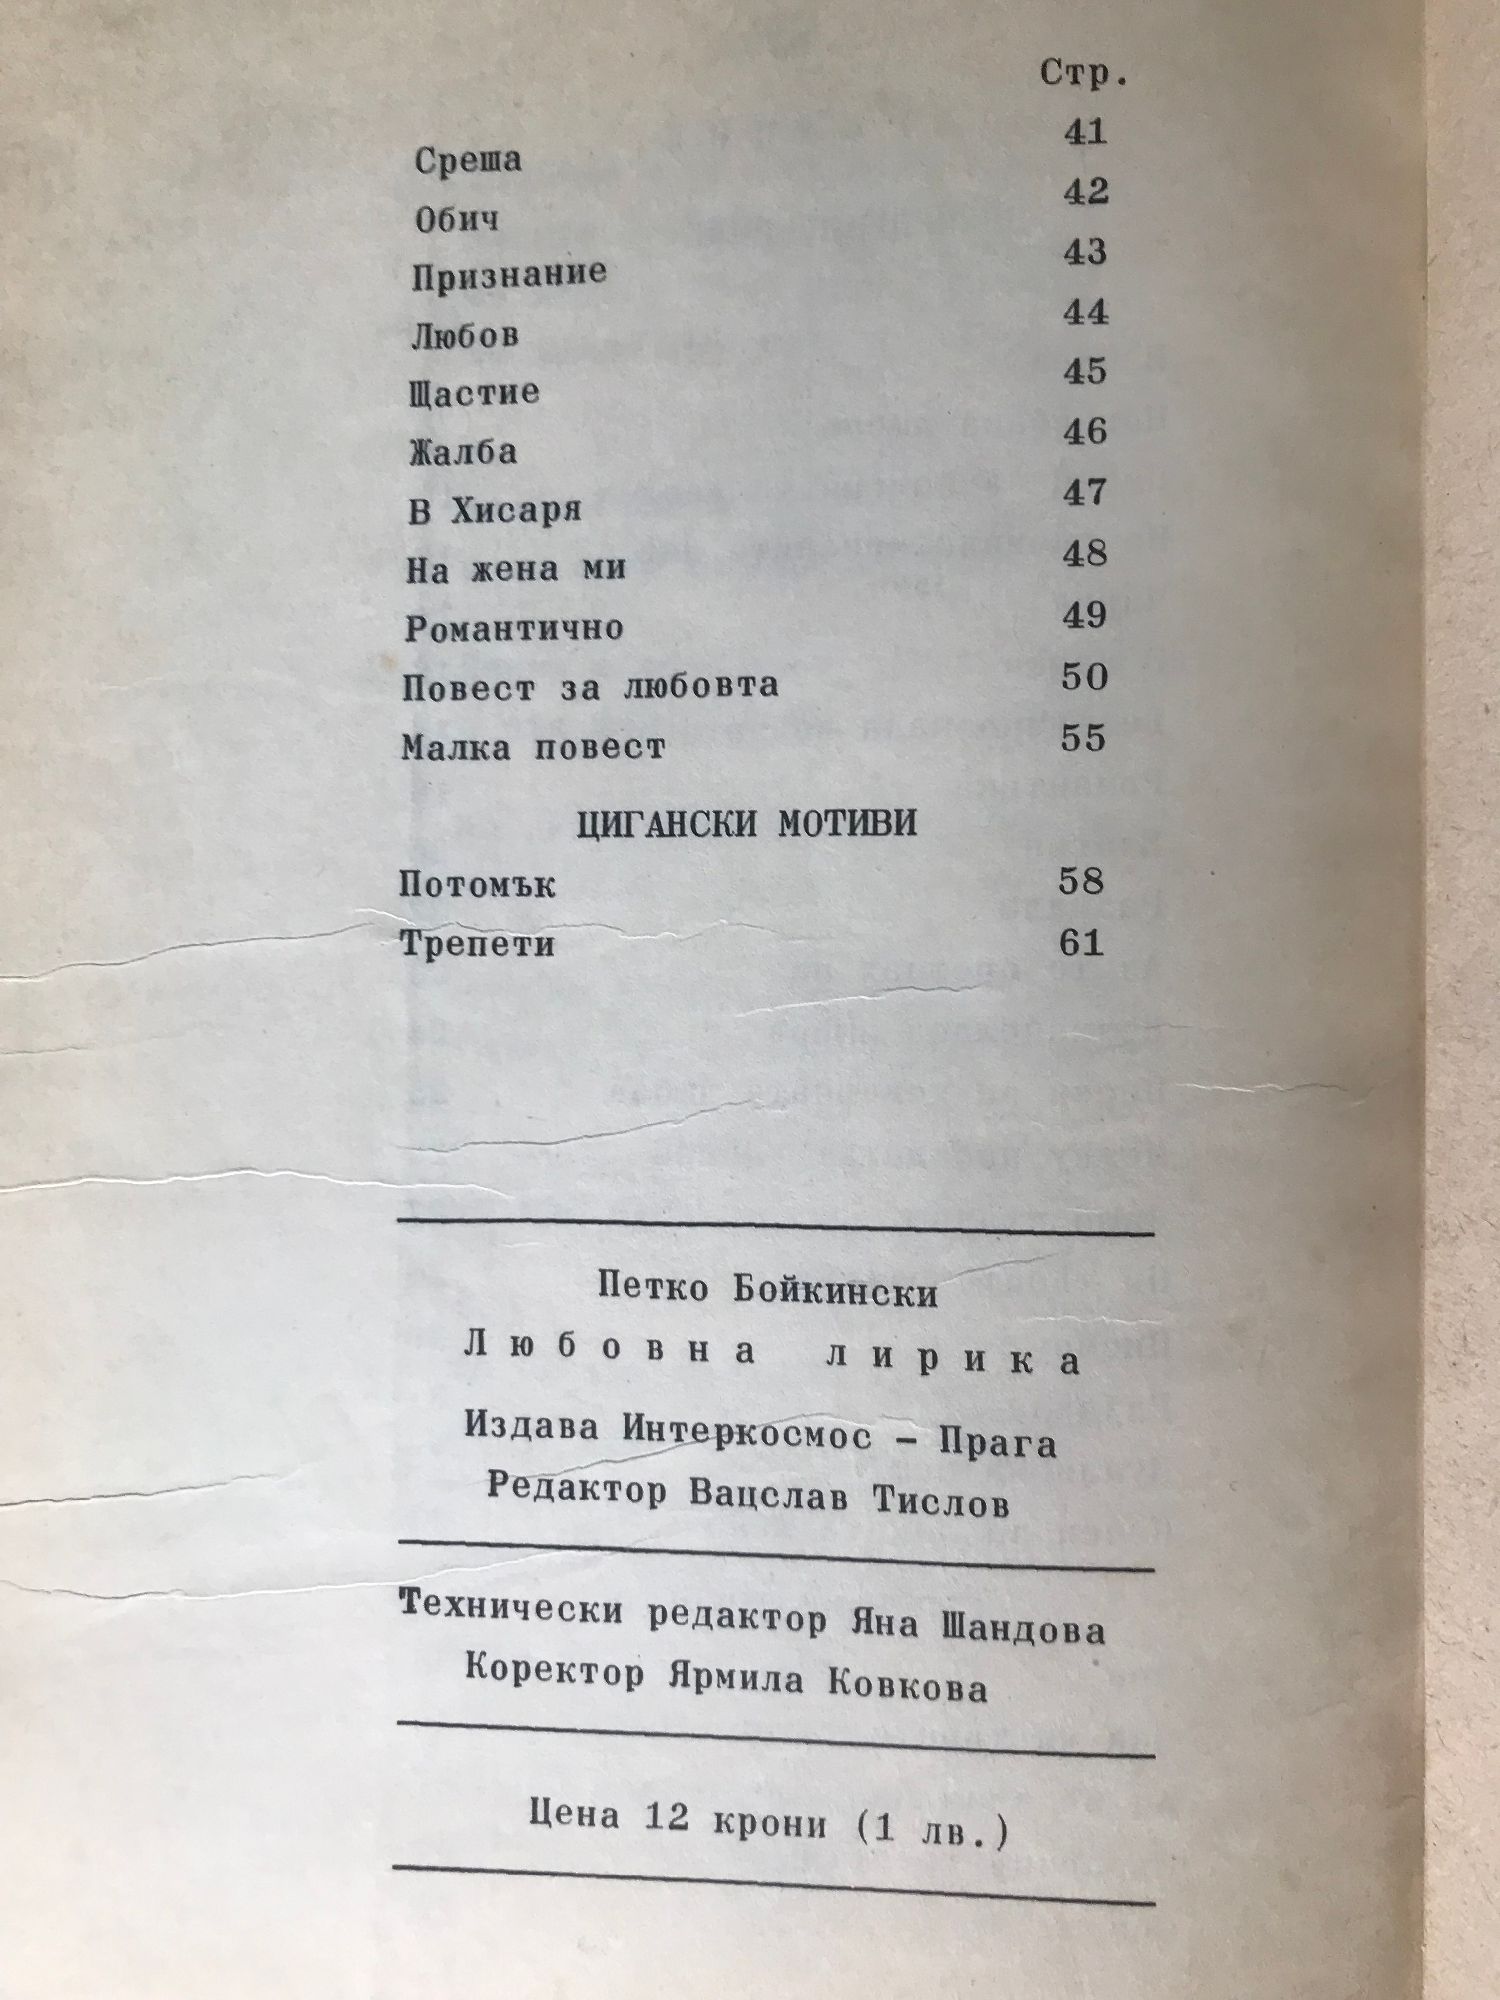 Стр.
Среша 41
Обич 42
Признание 43
Любов 44
Щастие 45
Жалба 46
В Хисаря 47
На жена ми 48
Романтично 49
Повест за любовта 50
Малка повест 55
ЦИГАНСКИ МОТИВИ
Потомък 58
Трепети 61
Петко Бойкински
Любовна лирика
Издава Интеркосмос – Прага
Редактор Вацслав Тислов
Технически редактор Яна Шандова
Коректор Ярмила Ковкова
Цена 12 крони (1 лв.)